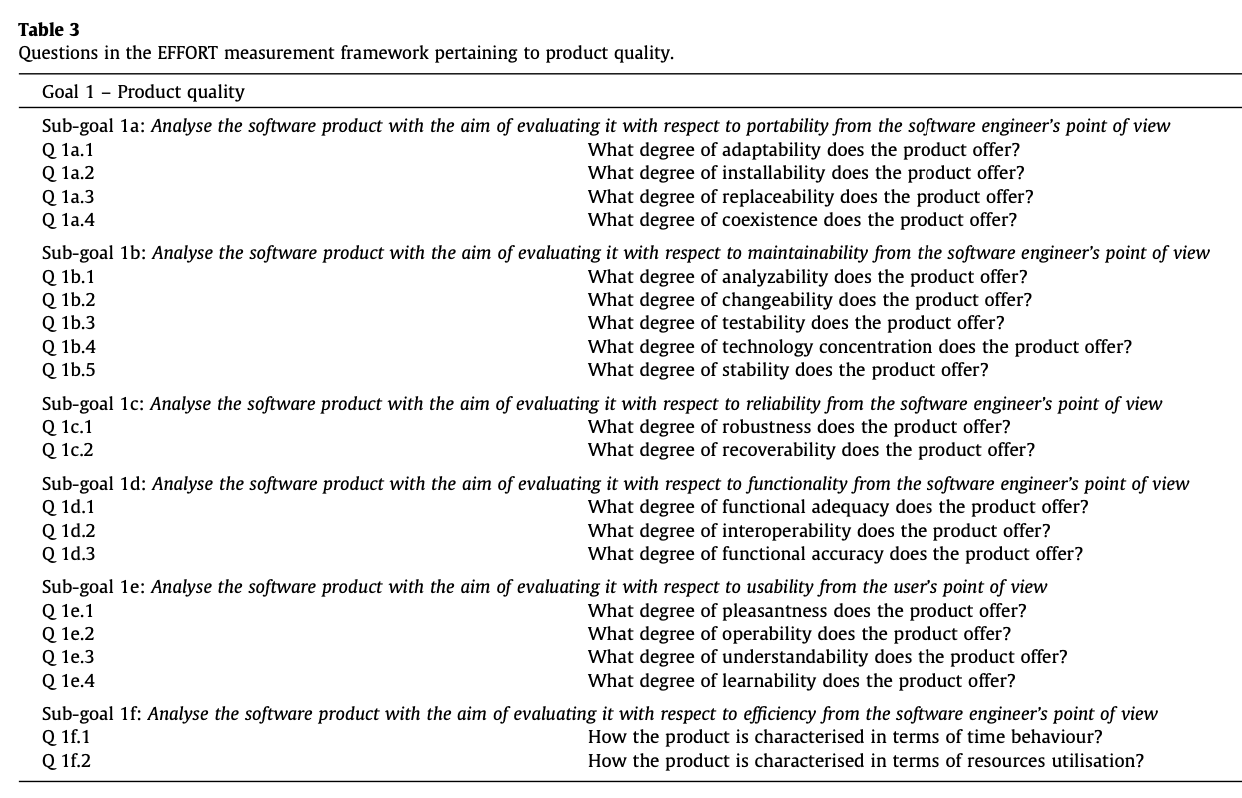 Table 3
Questions in the EFFORT measurement framework pertaining to product quality.
Goal 1 – Product quality
Sub-goal 1a: Analyse the software product with the aim of evaluating it with respect to portability from the software engineer's point of view
Q 1a.1 What degree of adaptability does the product offer?
Q 1a.2 What degree of installability does the product offer?
Q 1a.3 What degree of replaceability does the product offer?
Q 1a.4 What degree of coexistence does the product offer?
Sub-goal 1b: Analyse the software product with the aim of evaluating it with respect to maintainability from the software engineer's point of view
Q 1b.1 What degree of analyzability does the product offer?
Q 1b.2 What degree of changeability does the product offer?
Q 1b.3 What degree of testability does the product offer?
Q 1b.4 What degree of technology concentration does the product offer?
Q 1b.5 What degree of stability does the product offer?
Sub-goal 1c: Analyse the software product with the aim of evaluating it with respect to reliability from the software engineer's point of view
Q 1c.1 What degree of robustness does the product offer?
Q 1c.2 What degree of recoverability does the product offer?
Sub-goal 1d: Analyse the software product with the aim of evaluating it with respect to functionality from the software engineer's point of view
Q 1d.1 What degree of functional adequacy does the product offer?
Q 1d.2 What degree of interoperability does the product offer?
Q 1d.3 What degree of functional accuracy does the product offer?
Sub-goal 1e: Analyse the software product with the aim of evaluating it with respect to usability from the user's point of view
Q 1e.1 What degree of pleasantness does the product offer?
Q 1e.2 What degree of operability does the product offer?
Q 1e.3 What degree of understandability does the product offer?
Q 1e.4 What degree of learnability does the product offer?
Sub-goal 1f: Analyse the software product with the aim of evaluating it with respect to efficiency from the software engineer's point of view
Q 1f.1 How the product is characterised in terms of time behaviour?
Q 1f.2 How the product is characterised in terms of resources utilisation?